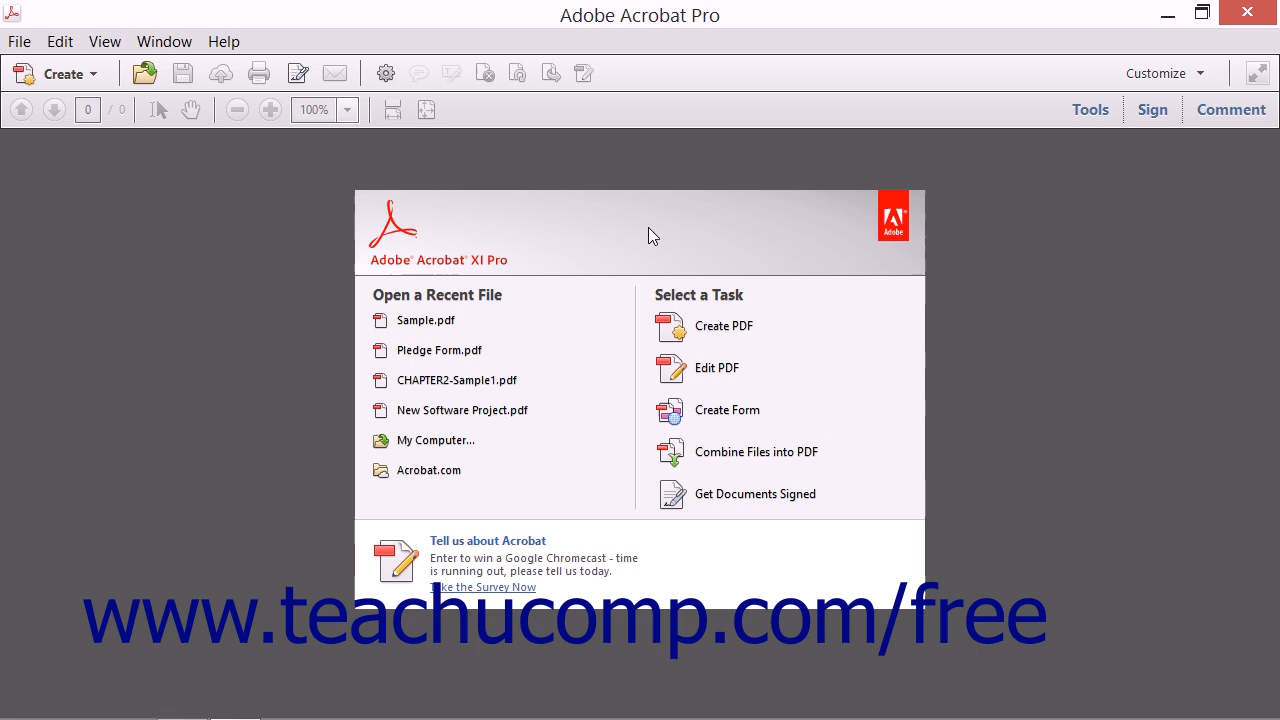 Adobe Acrobat Pro
File Edit View Window Help
Create
Customize
0 / 0
100%
Tools Sign Comment
Adobe
Adobe® Acrobat® XI Pro
Open a Recent File
Sample.pdf
Pledge Form.pdf
CHAPTER2-Sample1.pdf
New Software Project.pdf
My Computer...
Acrobat.com
Select a Task
Create PDF
Edit PDF
Create Form
Combine Files into PDF
Get Documents Signed
Tell us about Acrobat
Enter to win a Google Chromecast - time
is running out, please tell us today.
Take the Survey Now
www.teachucomp.com/free